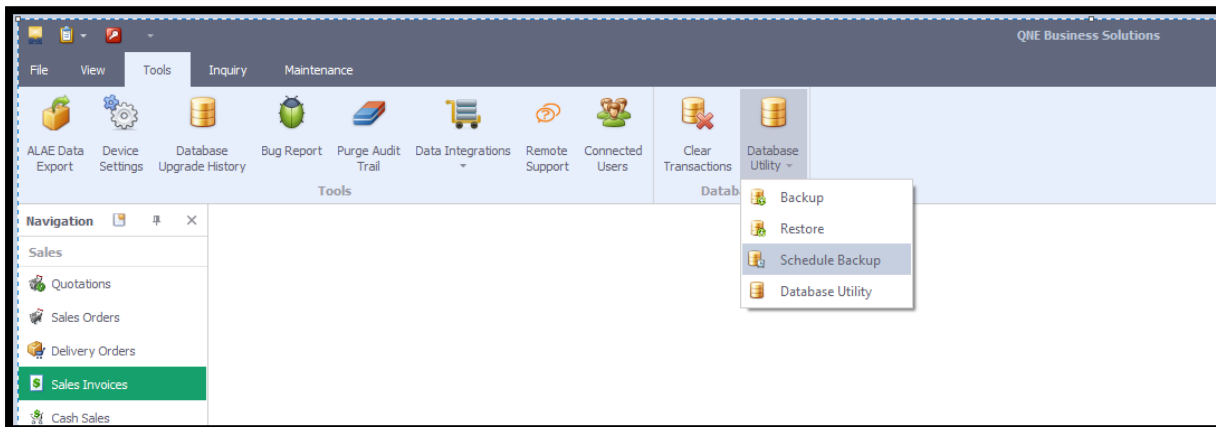 QNE Business Solutions
File View Tools Inquiry Maintenance
ALAE Data Export
Device Settings
Database Upgrade History
Bug Report
Purge Audit Trail
Data Integrations
Remote Support
Connected Users
Clear Transactions
Database Utility
Tools
Datab
Backup
Restore
Schedule Backup
Database Utility
Navigation
Sales
Quotations
Sales Orders
Delivery Orders
Sales Invoices
Cash Sales